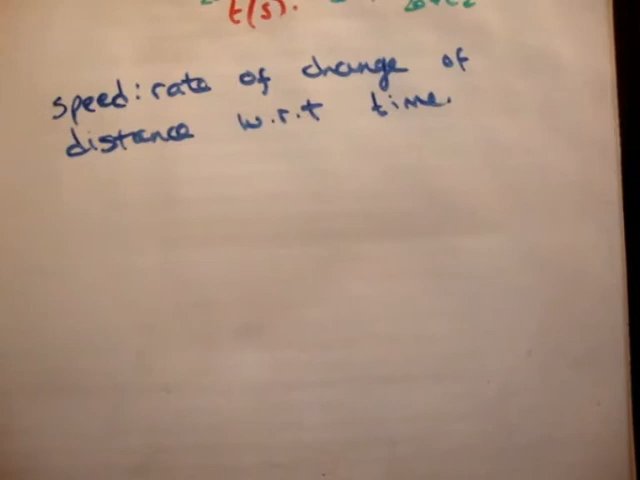 t(s).
speed: rate of change of
distance w.r.t time.